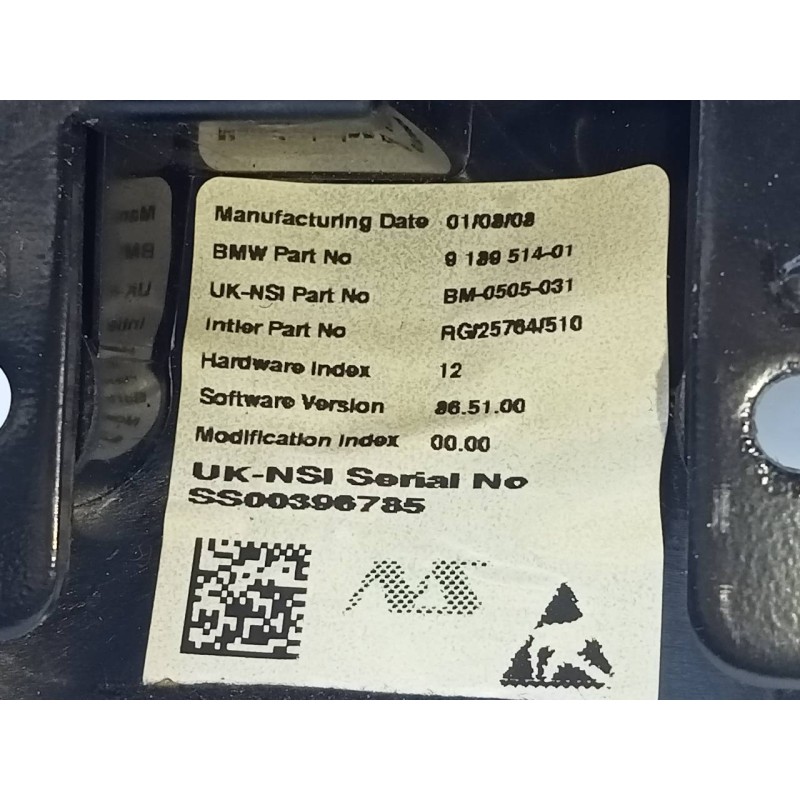 Manufacturing Date 01/08/08
BMW Part No 9 189 514-01
UK-NSI Part No BM-0505-031
Intier Part No RG/25764/510
Hardware Index 12
Software Version 86.51.00
Modification Index 00.00
UK-NSI Serial No
SS00396785